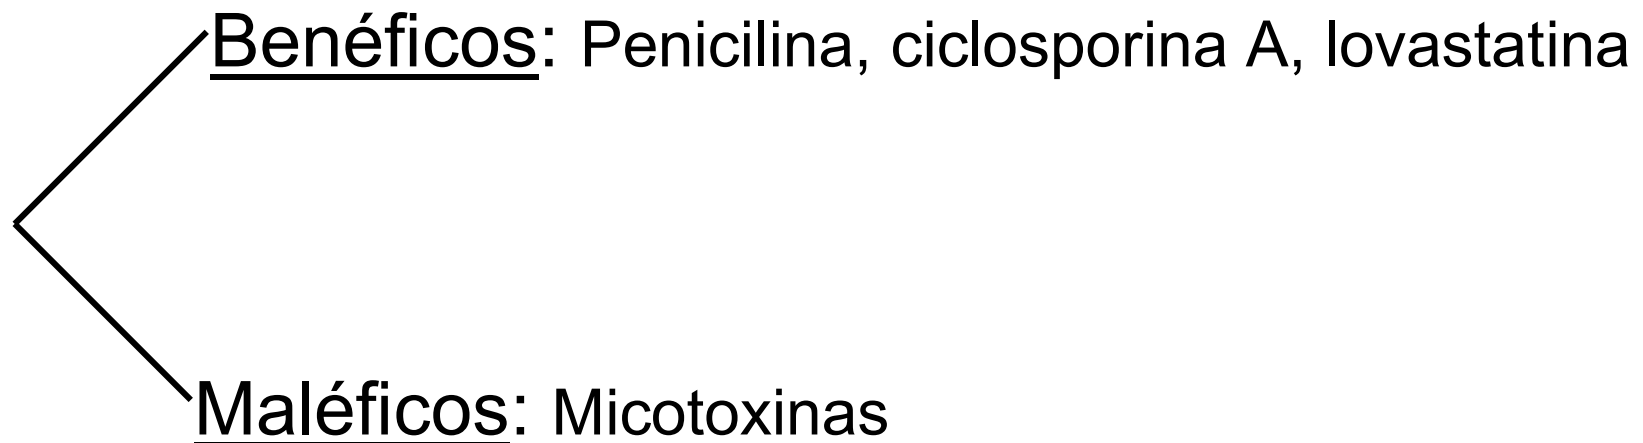 Benéficos: Penicilina, ciclosporina A, lovastatina
Maléficos: Micotoxinas